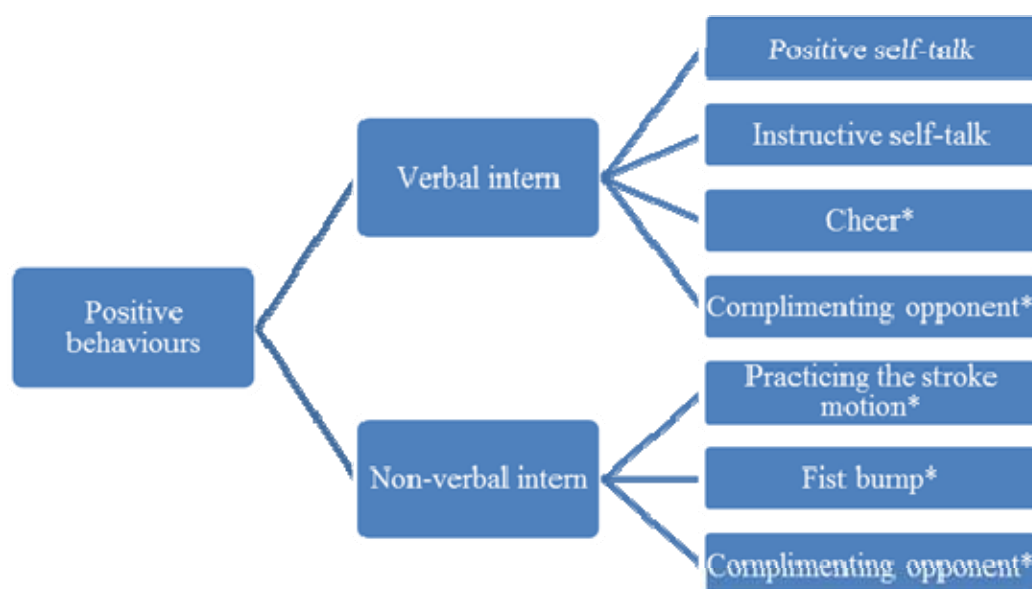 Positive self-talk
Instructive self-talk
Verbal intern
Cheer*
Complimenting opponent*
Positive
behaviours
Practicing the stroke
motion*
Non-verbal intern
Fist bump*
Complimenting opponent*